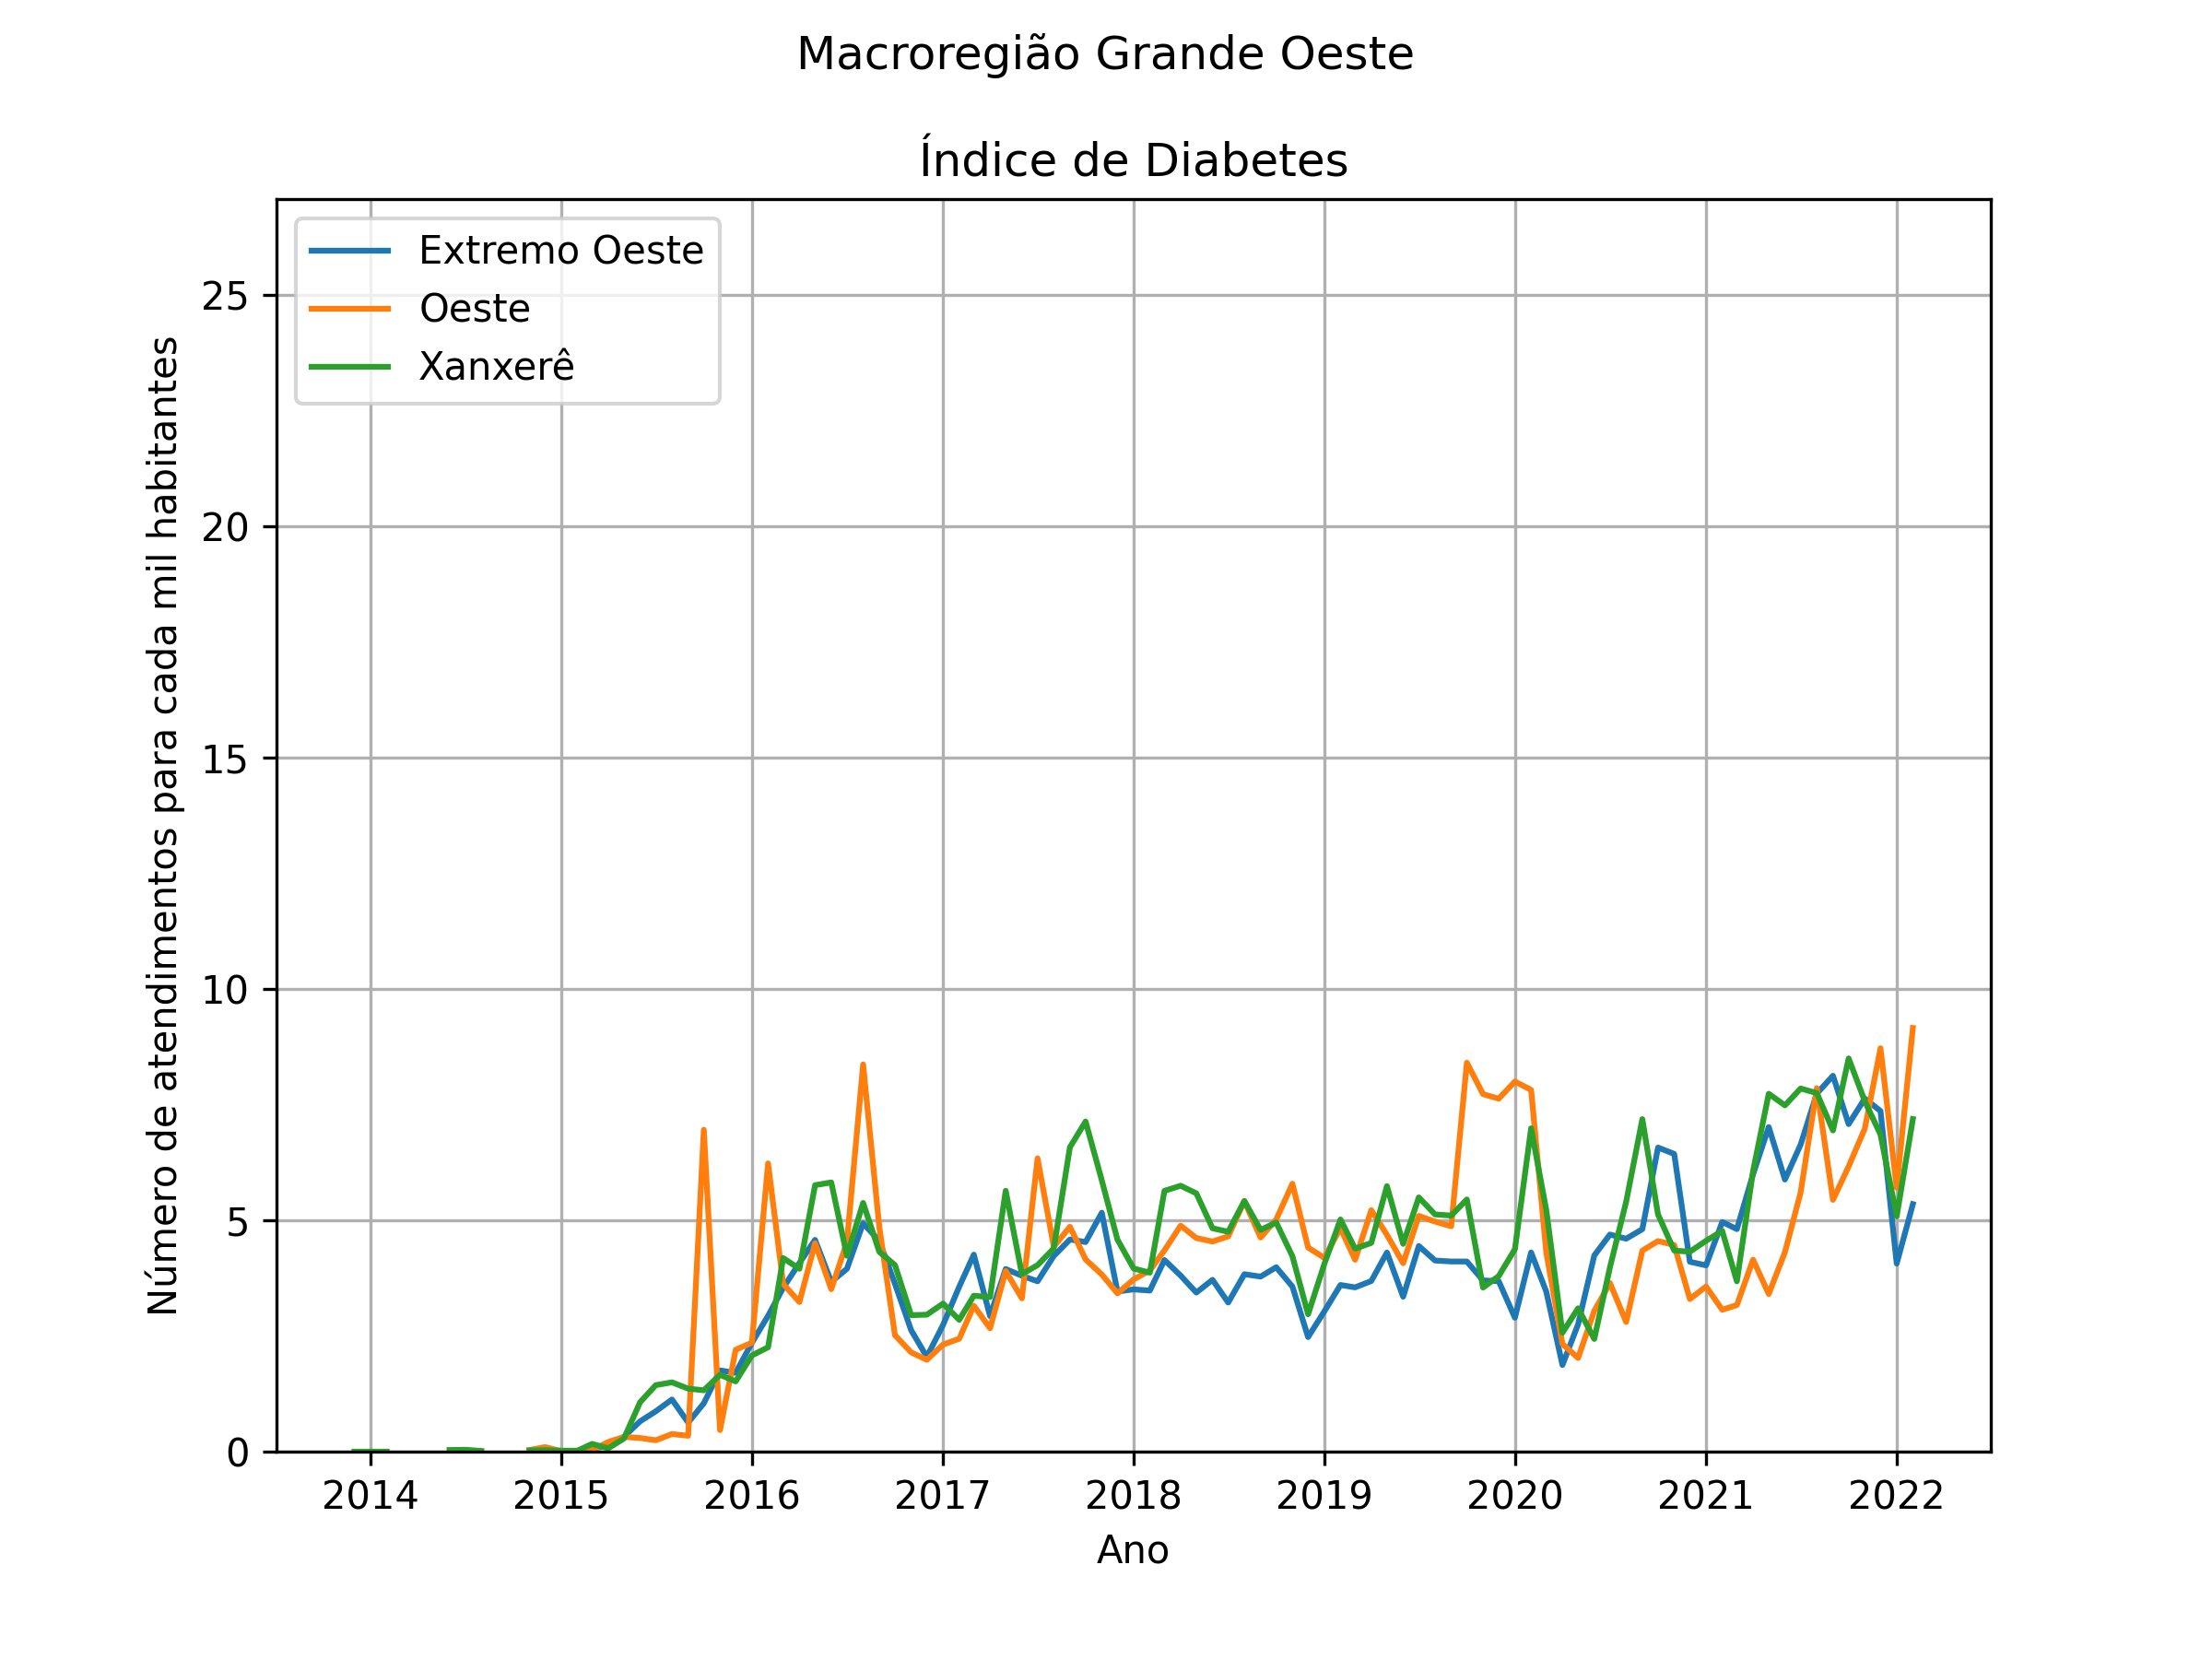 Macroregião Grande Oeste
Índice de Diabetes
Extremo Oeste
Oeste
Xanxerê
Número de atendimentos para cada mil habitantes
25
20
15
10
5
0
2014 2015 2016 2017 2018 2019 2020 2021 2022
Ano